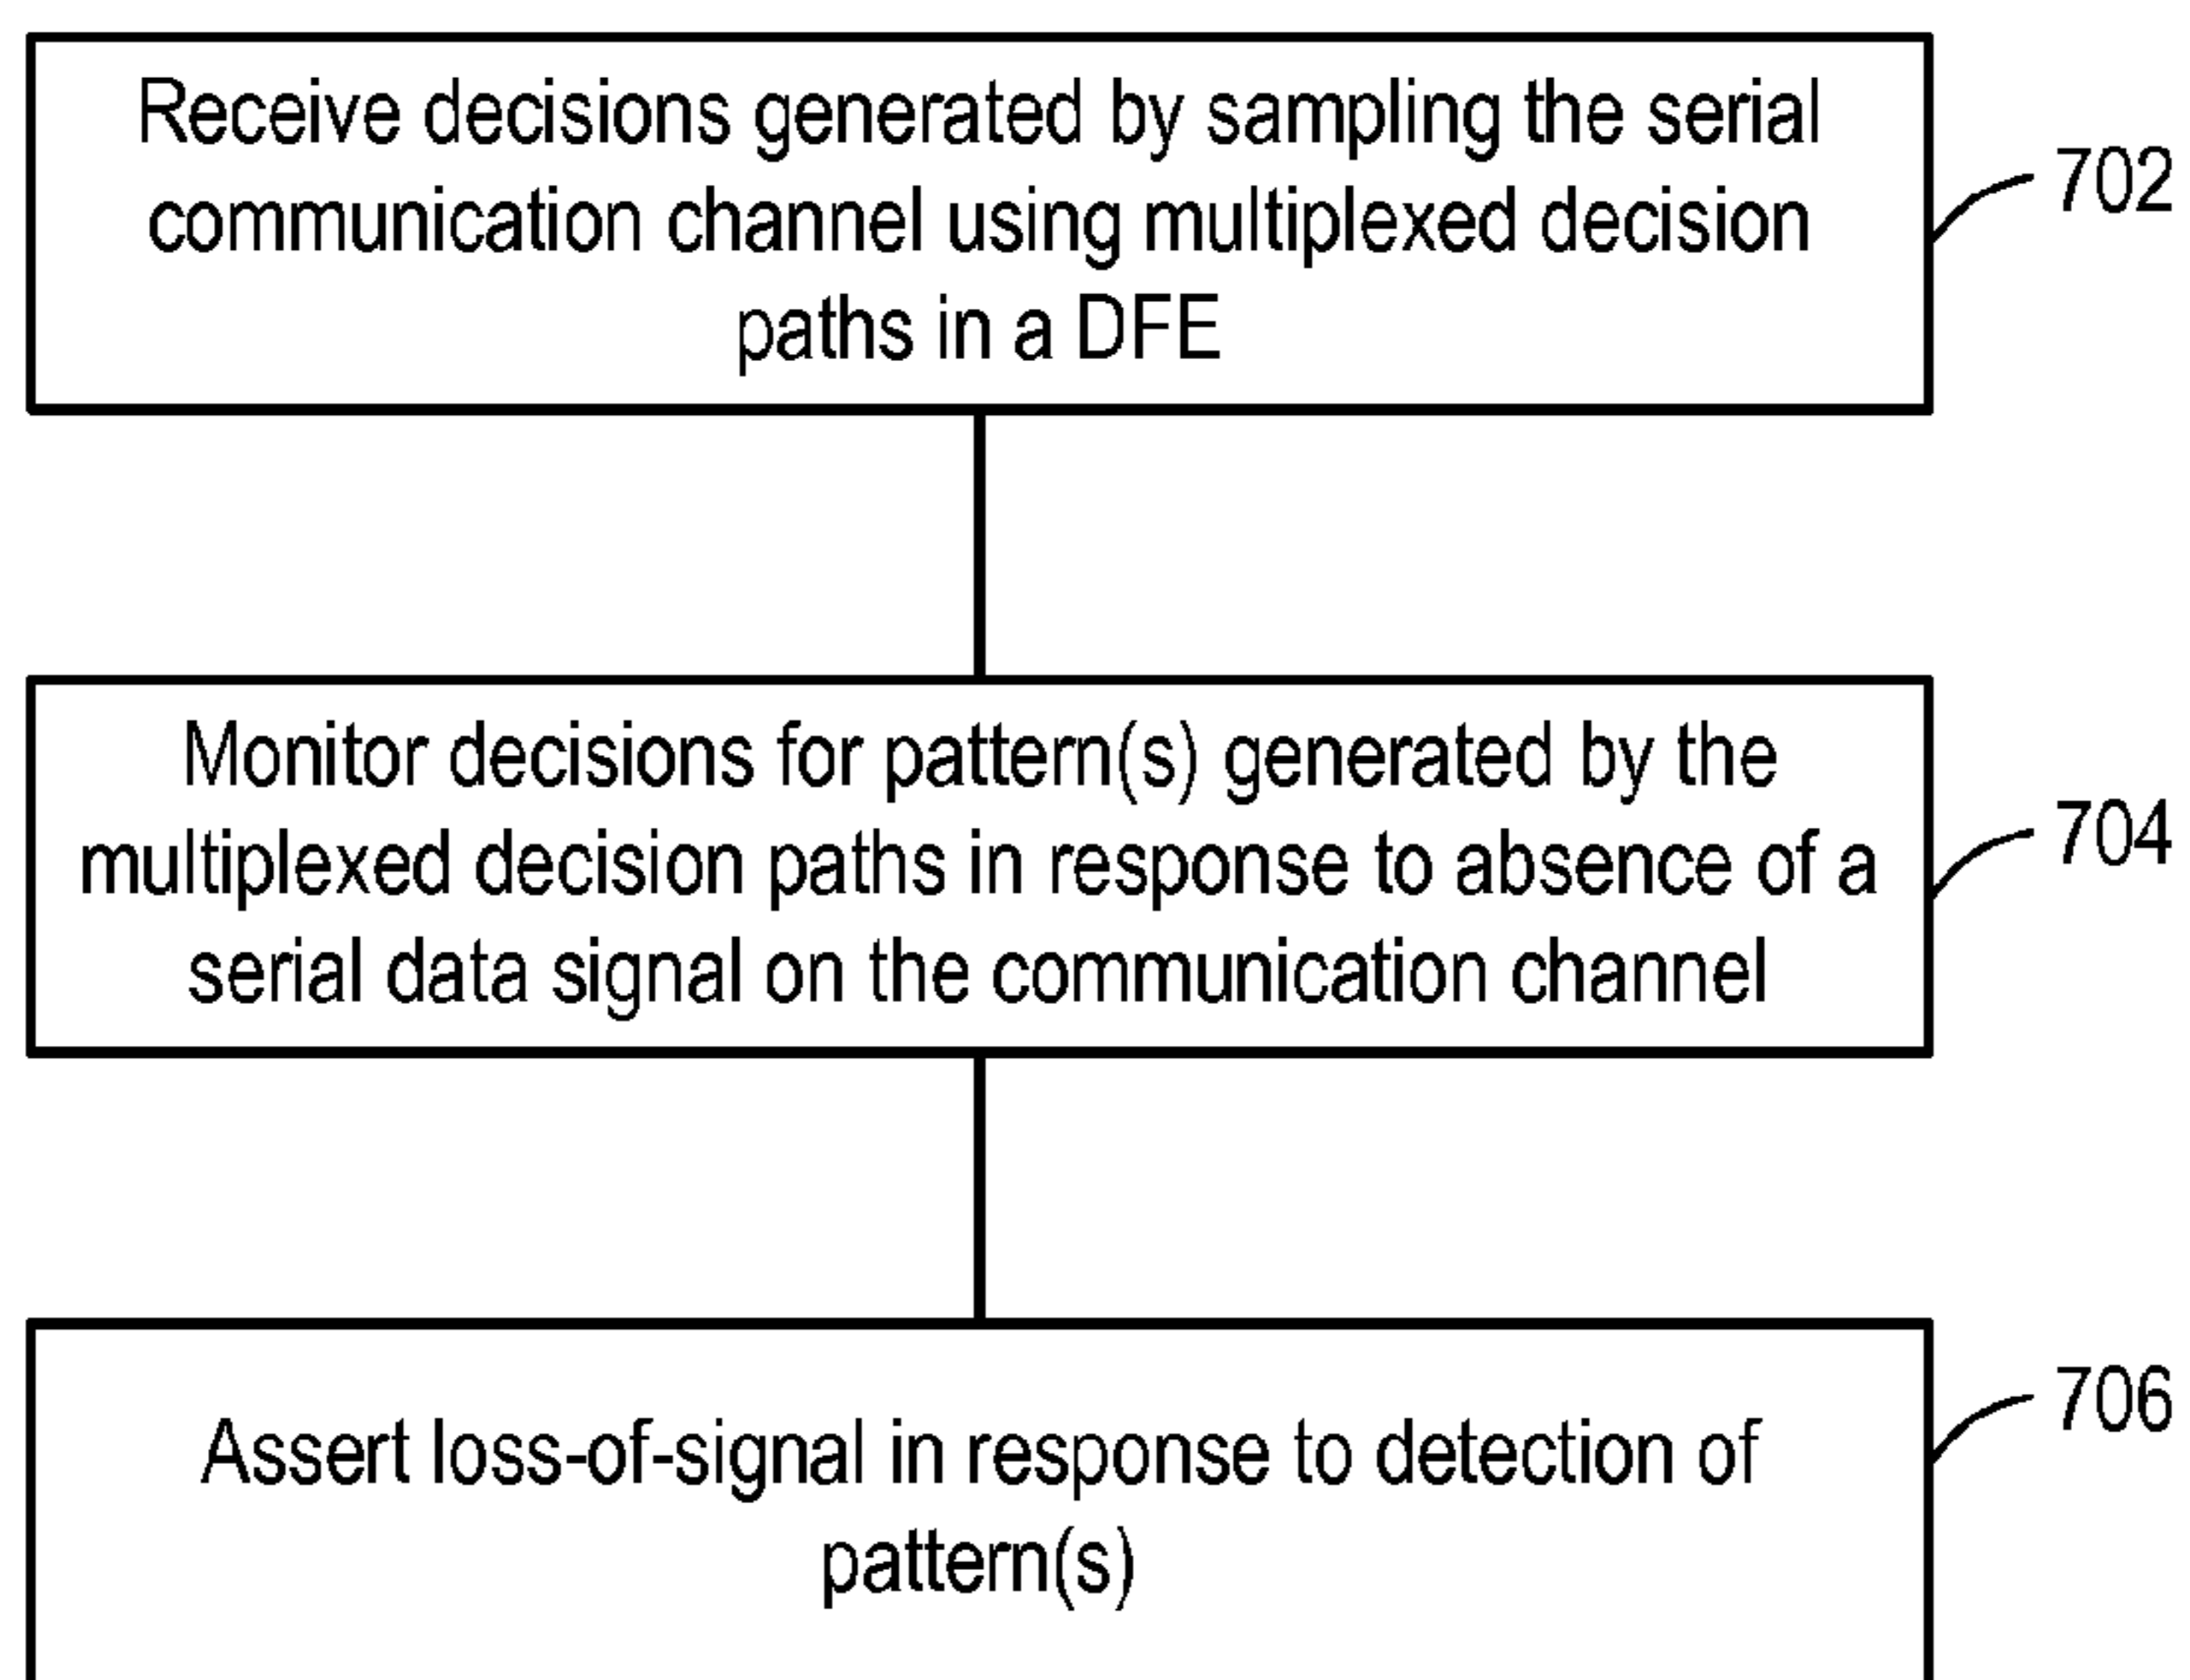 Receive decisions generated by sampling the serial
communication channel using multiplexed decision
paths in a DFE
702
Monitor decisions for pattern(s) generated by the
multiplexed decision paths in response to absence of a
serial data signal on the communication channel
704
Assert loss-of-signal in response to detection of
pattern(s)
706